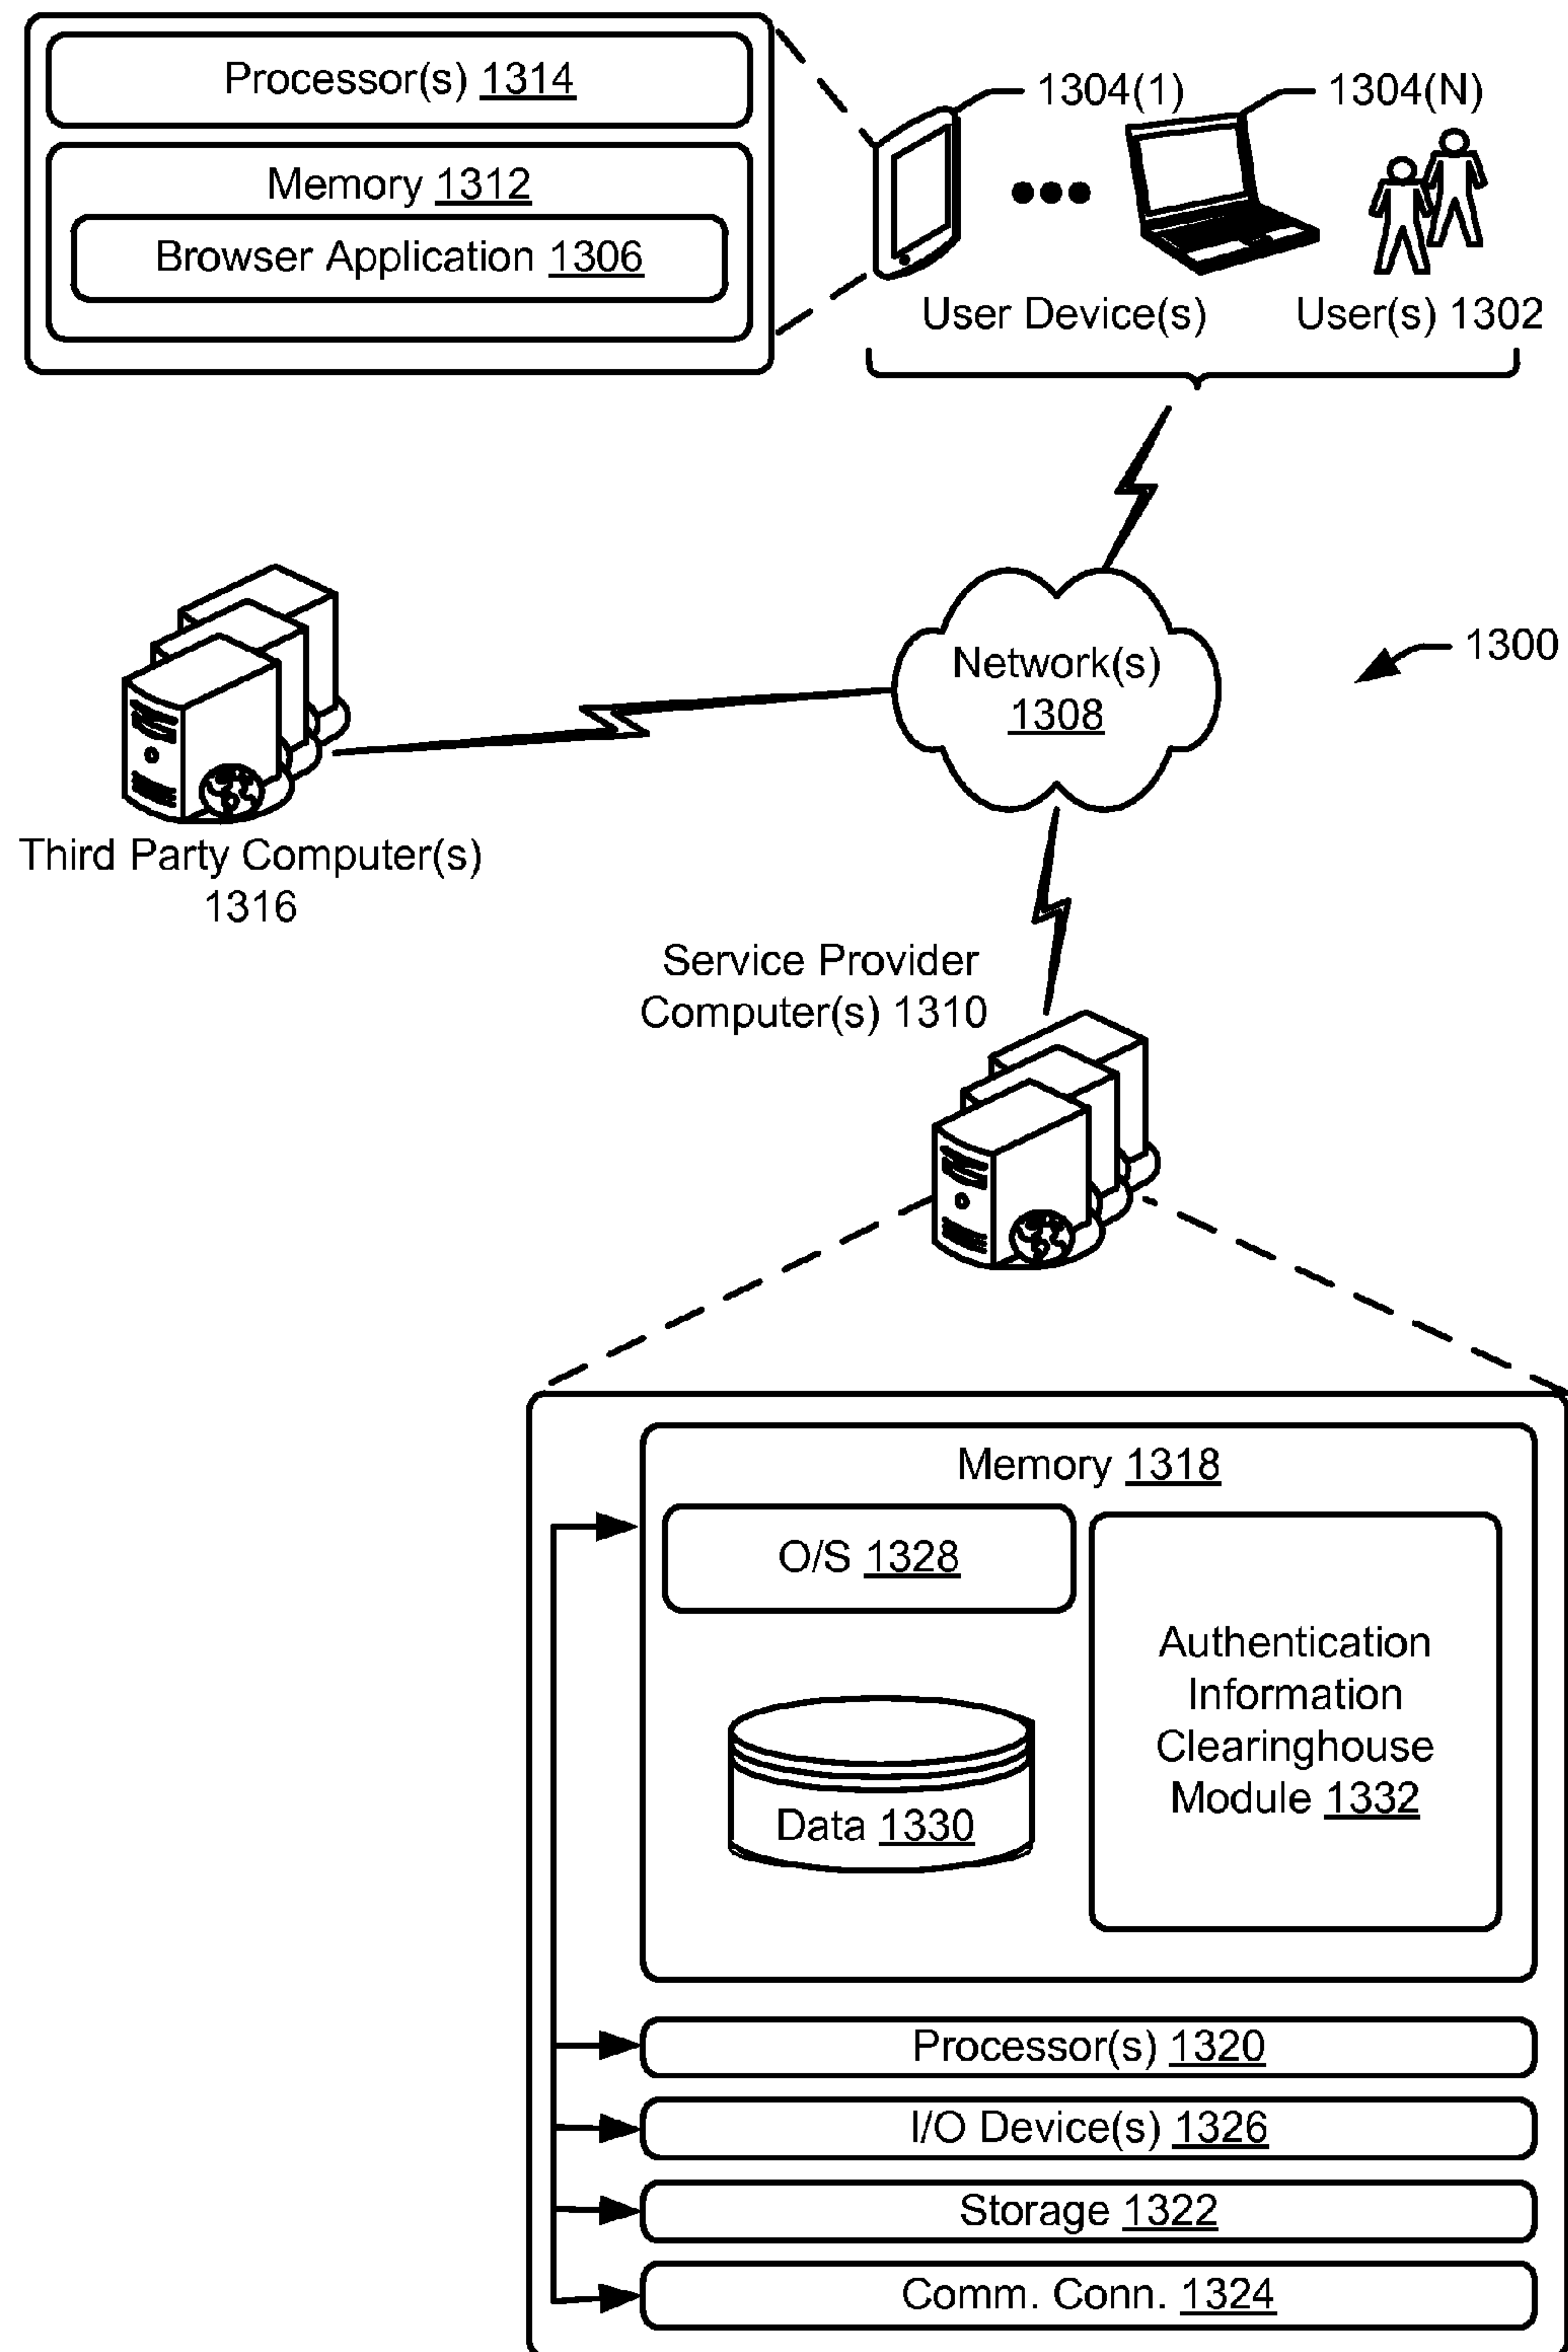 Processor(s) 1314
Memory 1312
Browser Application 1306
1304(1)
1304(N)
User Device(s)
User(s) 1302
Network(s)
1308
1300
Third Party Computer(s)
1316
Service Provider
Computer(s) 1310
Memory 1318
O/S 1328
Data 1330
Authentication
Information
Clearinghouse
Module 1332
Processor(s) 1320
I/O Device(s) 1326
Storage 1322
Comm. Conn. 1324